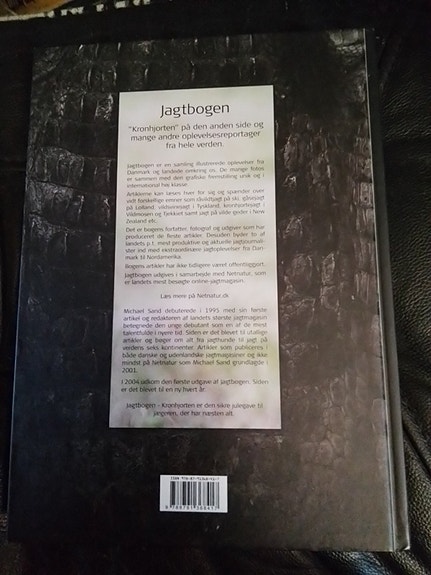 Jagtbogen
"Kronhjorten" på den anden side og
mange andre oplevelsesreportager
fra hele verden.
Jagtbogen er en samling illustrerede oplevelser fra
Danmark og landede omkring os. De mange fotos
er sammen med den grafiske fremstilling unik og i
international høj klasse.
Artiklerne kan læses hver for sig og spænder over
vidt forskellige emner som råvildtjagt på ski, gåsejagt
på Lolland, vildsvinejagt i Tyskland, kronhjortejagt i
Vildmosen og Tjekkiet samt jagt på vilde geder i New
Zealand etc.
Det er bogens forfatter, fotograf og udgiver som har
produceret de fleste artikler. Desuden byder to af
landets p.t. mest produktive og aktuelle jagtjournali-
ster ind med ekstraordinære jagtoplevelser fra Dan-
mark til Nordamerika.
Bogens artikler har ikke tidligere været offentliggjort.
Jagtbogen udgives i samarbejde med Netnatur, som
er landets mest besøgte online-jagtmagasin.
Læs mere på Netnatur.dk
Michael Sand debuterede i 1995 med sin første
artikel og redaktøren af landets største jagtmagasin
betegnede den unge debutant som en af de mest
talentfulde i nyere tid. Siden er det blevet til utallige
artikler og bøger om alt fra jagthunde til jagt på
verdens seks kontinenter. Artikler som publiceres i
både danske og udenlandske jagtmagasiner og ikke
mindst på Netnatur som Michael Sand grundlagde i
2001.
I 2004 udkom den første udgave af Jagtbogen. Siden
er det blevet til en ny hvert år.
Jagtbogen – Kronhjorten er den sikre julegave til
jægeren, der har næsten alt.